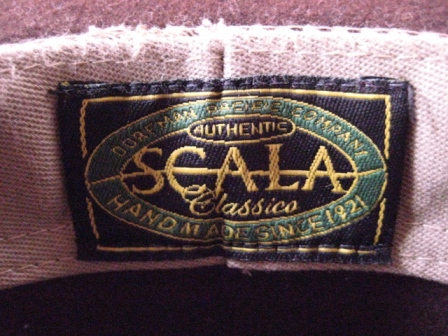 DORFMAN PACIFIC COMPANY
AUTHENTIC
SCALA
Classico
HAND MADE SINCE 1921